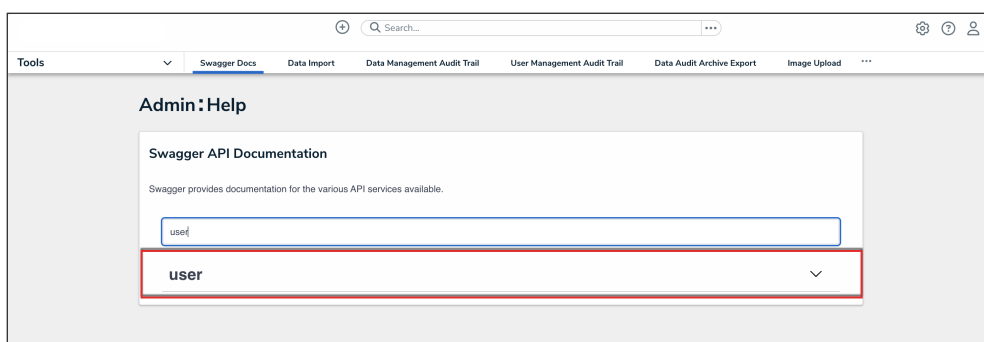 Search...
Tools
Swagger Docs
Data Import
Data Management Audit Trail
User Management Audit Trail
Data Audit Archive Export
Image Upload
Admin:Help
Swagger API Documentation
Swagger provides documentation for the various API services available.
user
user